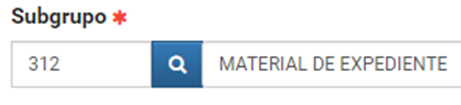 Subgrupo *
312 MATERIAL DE EXPEDIENTE